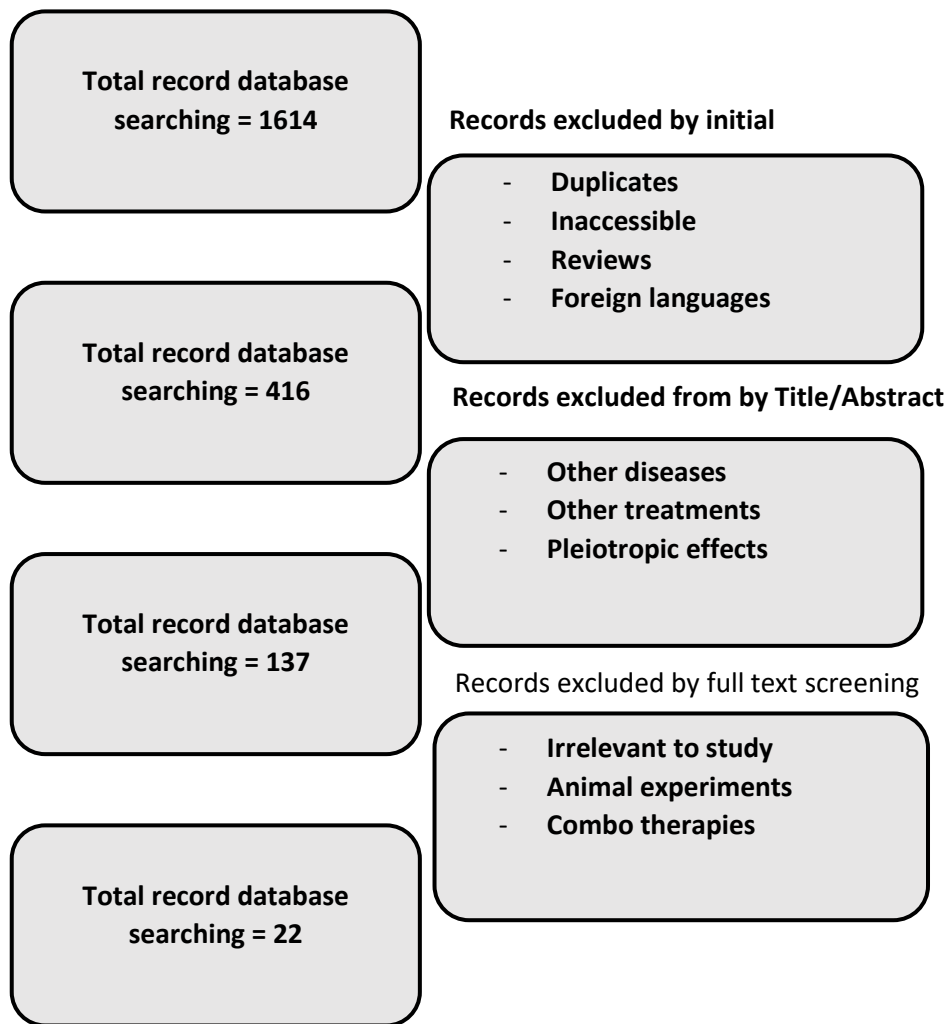 Total record database
searching = 1614
Records excluded by initial
- Duplicates
- Inaccessible
- Reviews
- Foreign languages
Total record database
searching = 416
Records excluded from by Title/Abstract
- Other diseases
- Other treatments
- Pleiotropic effects
Total record database
searching = 137
Records excluded by full text screening
- Irrelevant to study
- Animal experiments
- Combo therapies
Total record database
searching = 22